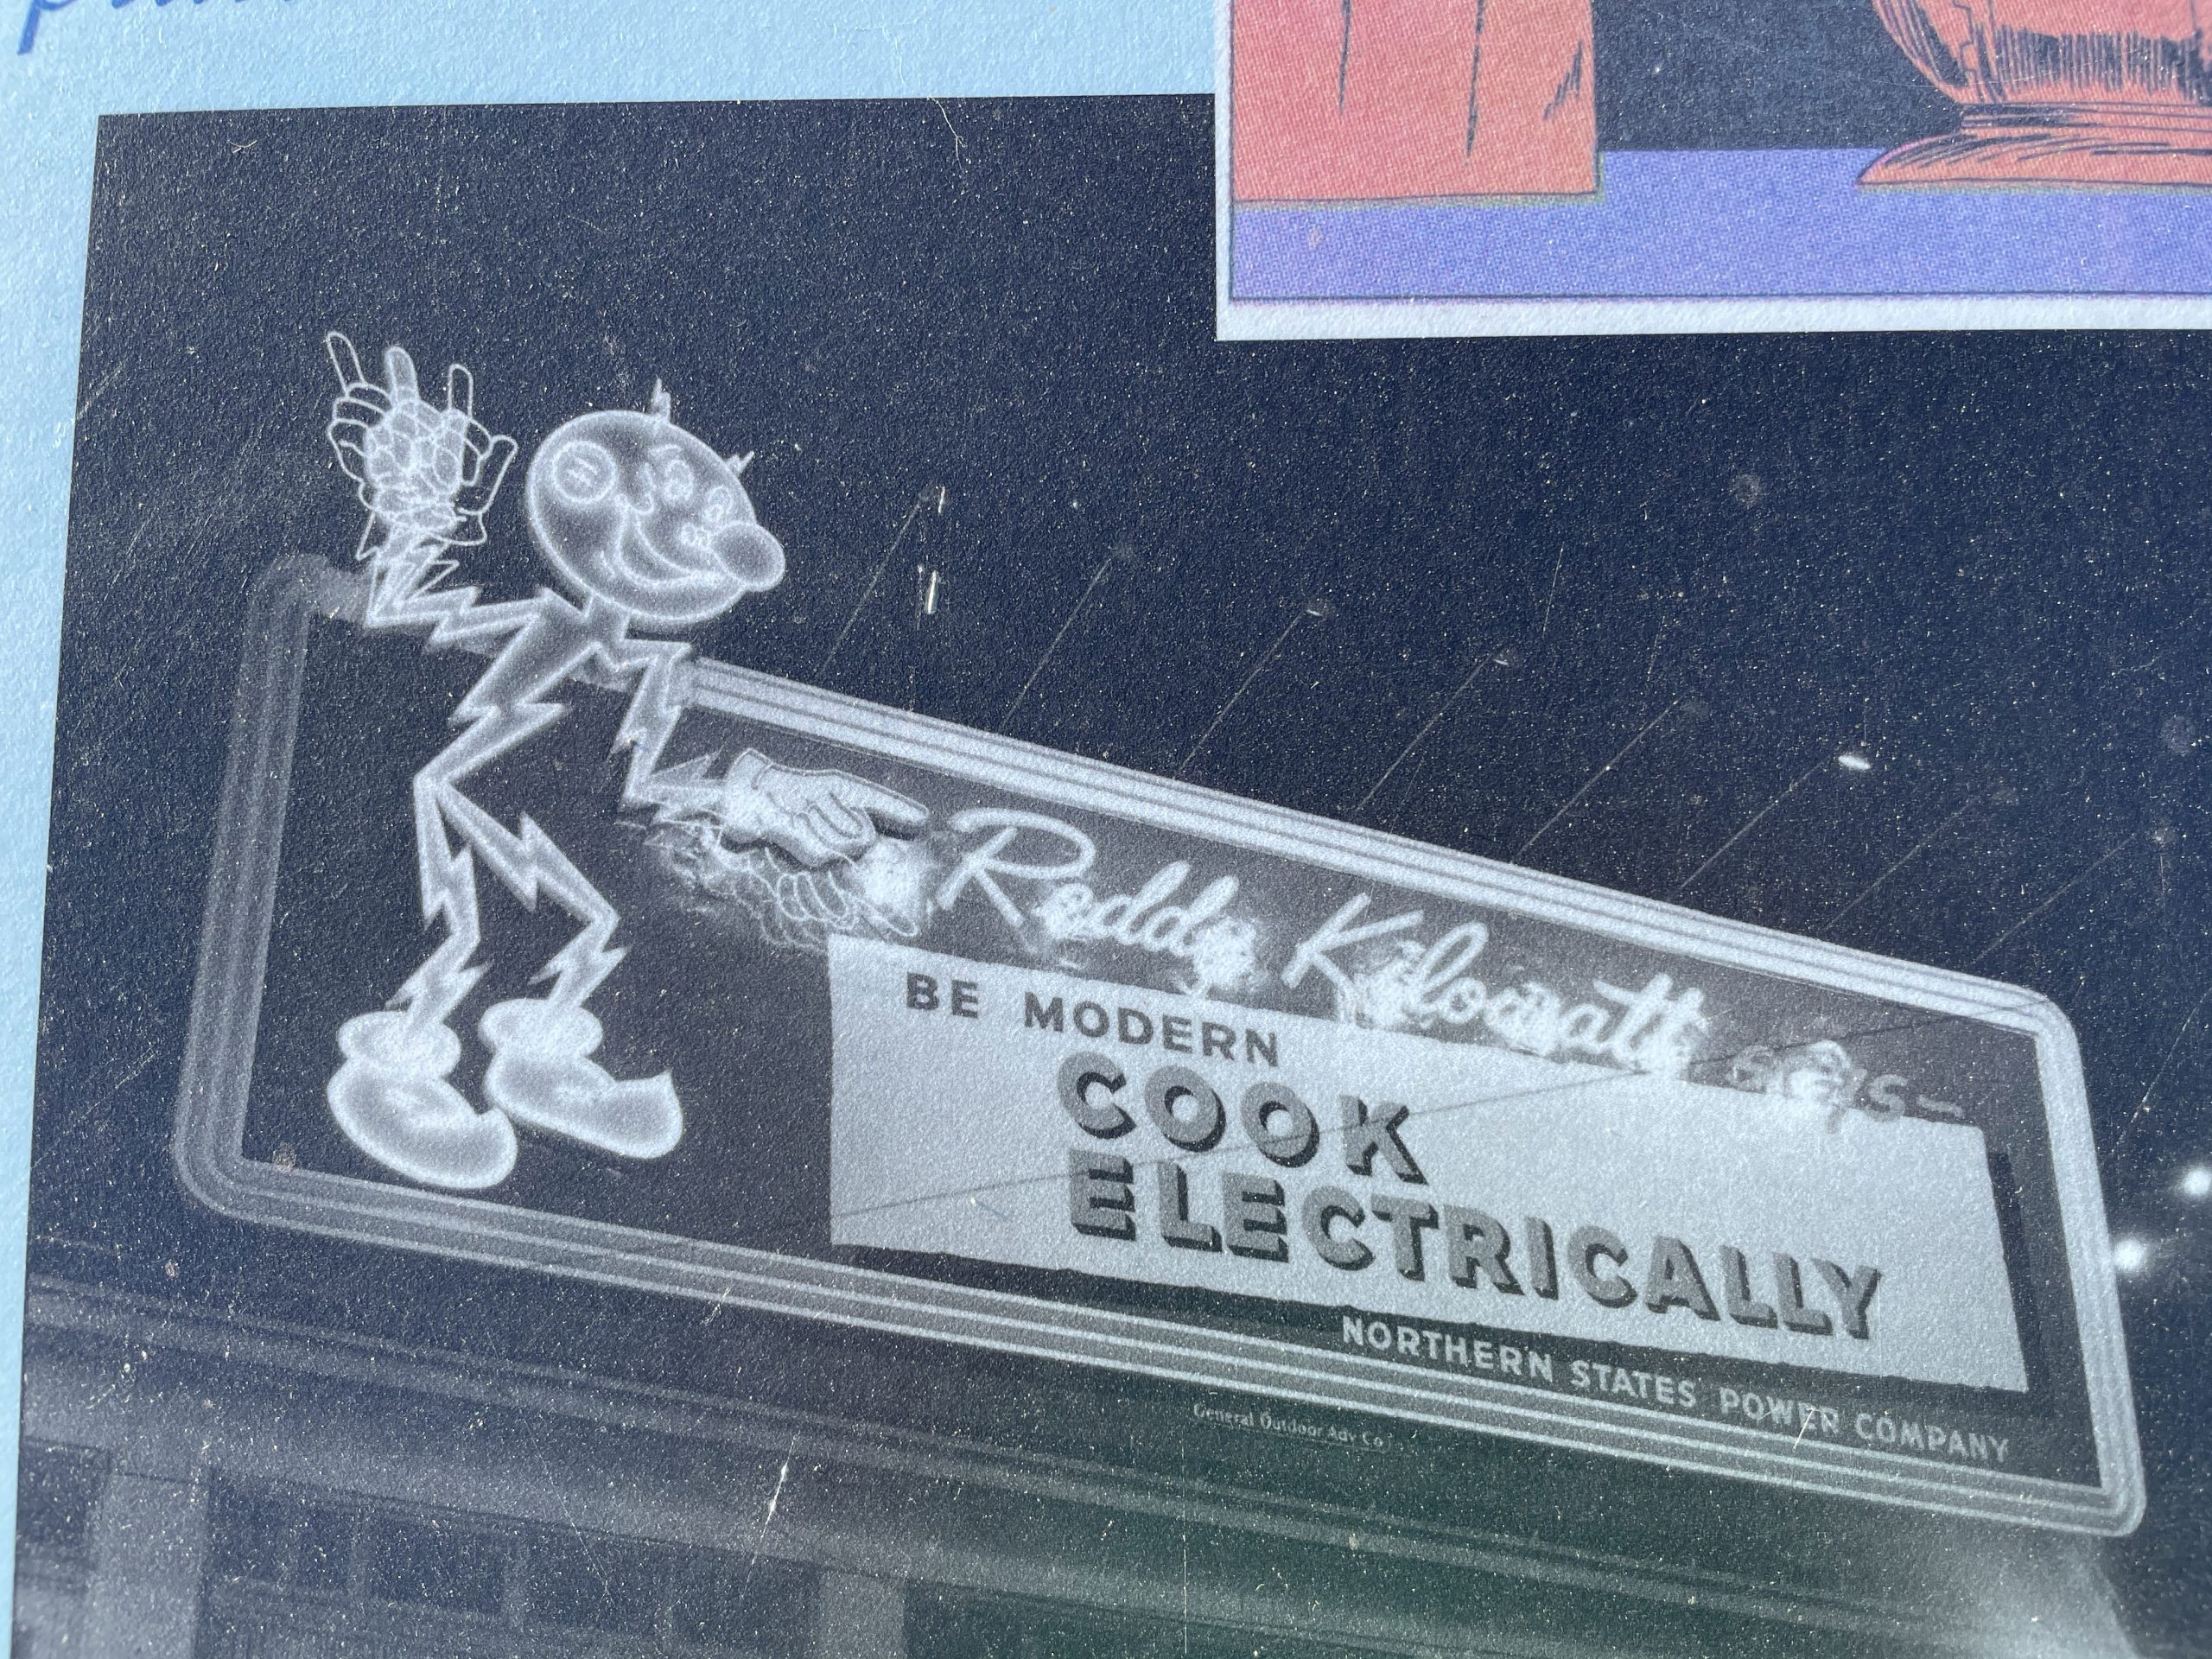 Reddy Kilowatt says—
BE MODERN
COOK
ELECTRICALLY
NORTHERN STATES POWER COMPANY
General Outdoor Adv Co